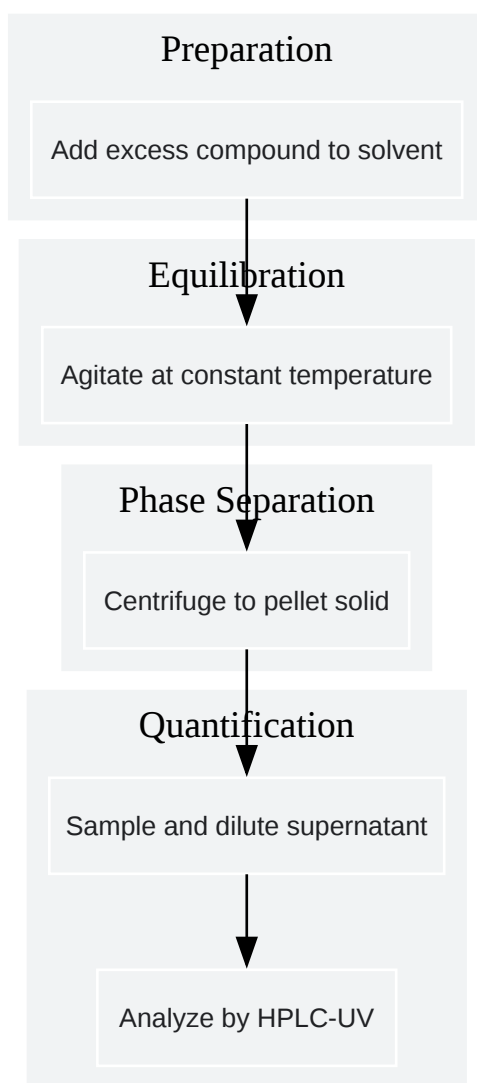 Preparation
Add excess compound to solvent
Equilibration
Agitate at constant temperature
Phase Separation
Centrifuge to pellet solid
Quantification
Sample and dilute supernatant
Analyze by HPLC-UV